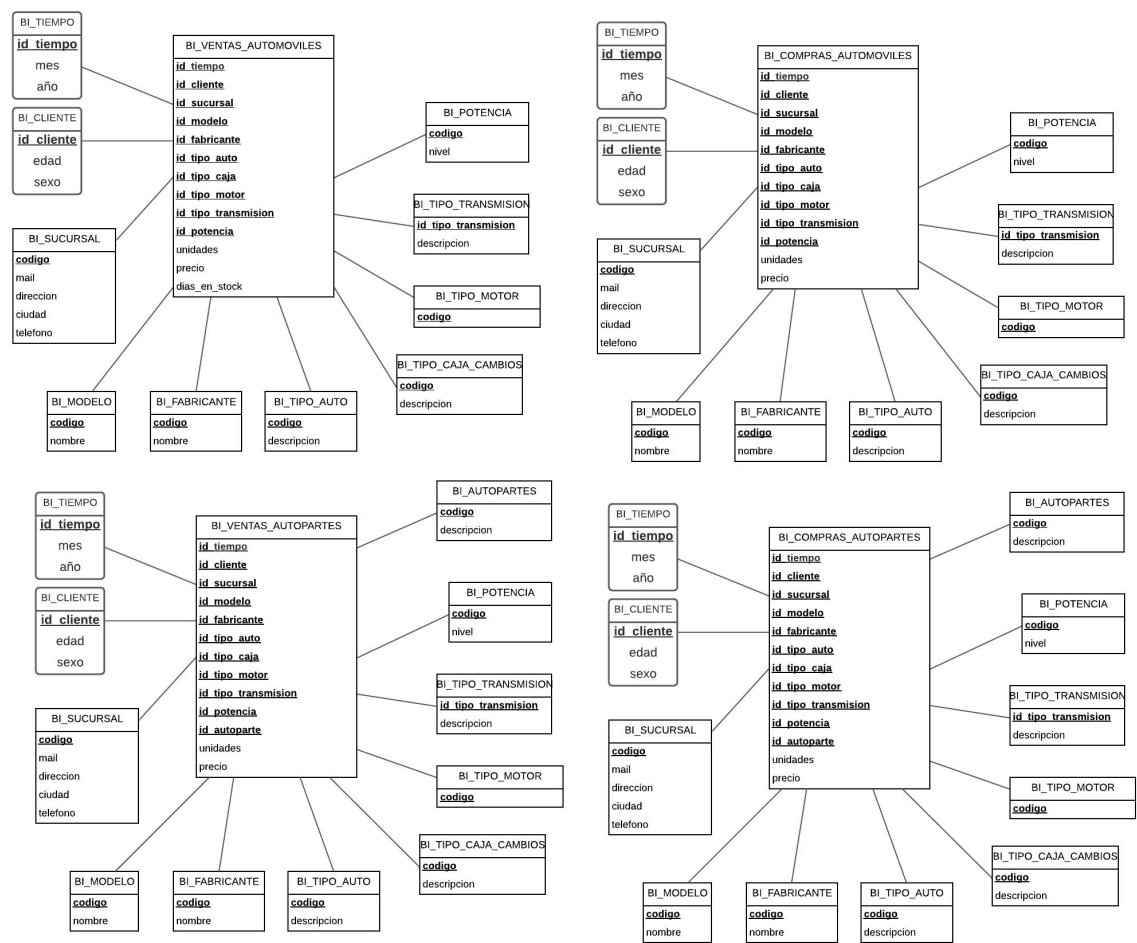 BI_TIEMPO
id_tiempo
mes
año
BI_CLIENTE
id_cliente
edad
sexo
BI_SUCURSAL
codigo
mail
direccion
ciudad
telefono
BI_VENTAS_AUTOMOVILES
id_tiempo
id_cliente
id_sucursal
id_modelo
id_fabricante
id_tipo_auto
id_tipo_caja
id_tipo_motor
id_tipo_transmision
id_potencia
unidades
precio
dias_en_stock
BI_POTENCIA
codigo
nivel
BI_TIPO_TRANSMISION
id_tipo_transmision
descripcion
BI_TIPO_MOTOR
codigo
BI_TIPO_CAJA_CAMBIOS
codigo
descripcion
BI_MODELO
codigo
nombre
BI_FABRICANTE
codigo
nombre
BI_TIPO_AUTO
codigo
descripcion
BI_TIEMPO
id_tiempo
mes
año
BI_CLIENTE
id_cliente
edad
sexo
BI_SUCURSAL
codigo
mail
direccion
ciudad
telefono
BI_COMPRAS_AUTOMOVILES
id_tiempo
id_cliente
id_sucursal
id_modelo
id_fabricante
id_tipo_auto
id_tipo_caja
id_tipo_motor
id_tipo_transmision
id_potencia
unidades
precio
BI_POTENCIA
codigo
nivel
BI_TIPO_TRANSMISION
id_tipo_transmision
descripcion
BI_TIPO_MOTOR
codigo
BI_TIPO_CAJA_CAMBIOS
codigo
descripcion
BI_MODELO
codigo
nombre
BI_FABRICANTE
codigo
nombre
BI_TIPO_AUTO
codigo
descripcion
BI_TIEMPO
id_tiempo
mes
año
BI_CLIENTE
id_cliente
edad
sexo
BI_SUCURSAL
codigo
mail
direccion
ciudad
telefono
BI_VENTAS_AUTOPARTES
id_tiempo
id_cliente
id_sucursal
id_modelo
id_fabricante
id_tipo_auto
id_tipo_caja
id_tipo_motor
id_tipo_transmision
id_potencia
id_autoparte
unidades
precio
BI_AUTOPARTES
codigo
descripcion
BI_POTENCIA
codigo
nivel
BI_TIPO_TRANSMISION
id_tipo_transmision
descripcion
BI_TIPO_MOTOR
codigo
BI_TIPO_CAJA_CAMBIOS
codigo
descripcion
BI_MODELO
codigo
nombre
BI_FABRICANTE
codigo
nombre
BI_TIPO_AUTO
codigo
descripcion
BI_TIEMPO
id_tiempo
mes
año
BI_CLIENTE
id_cliente
edad
sexo
BI_SUCURSAL
codigo
mail
direccion
ciudad
telefono
BI_COMPRAS_AUTOPARTES
id_tiempo
id_cliente
id_sucursal
id_modelo
id_fabricante
id_tipo_auto
id_tipo_caja
id_tipo_motor
id_tipo_transmision
id_potencia
id_autoparte
unidades
precio
BI_AUTOPARTES
codigo
descripcion
BI_POTENCIA
codigo
nivel
BI_TIPO_TRANSMISION
id_tipo_transmision
descripcion
BI_TIPO_MOTOR
codigo
BI_TIPO_CAJA_CAMBIOS
codigo
descripcion
BI_MODELO
codigo
nombre
BI_FABRICANTE
codigo
nombre
BI_TIPO_AUTO
codigo
descripcion